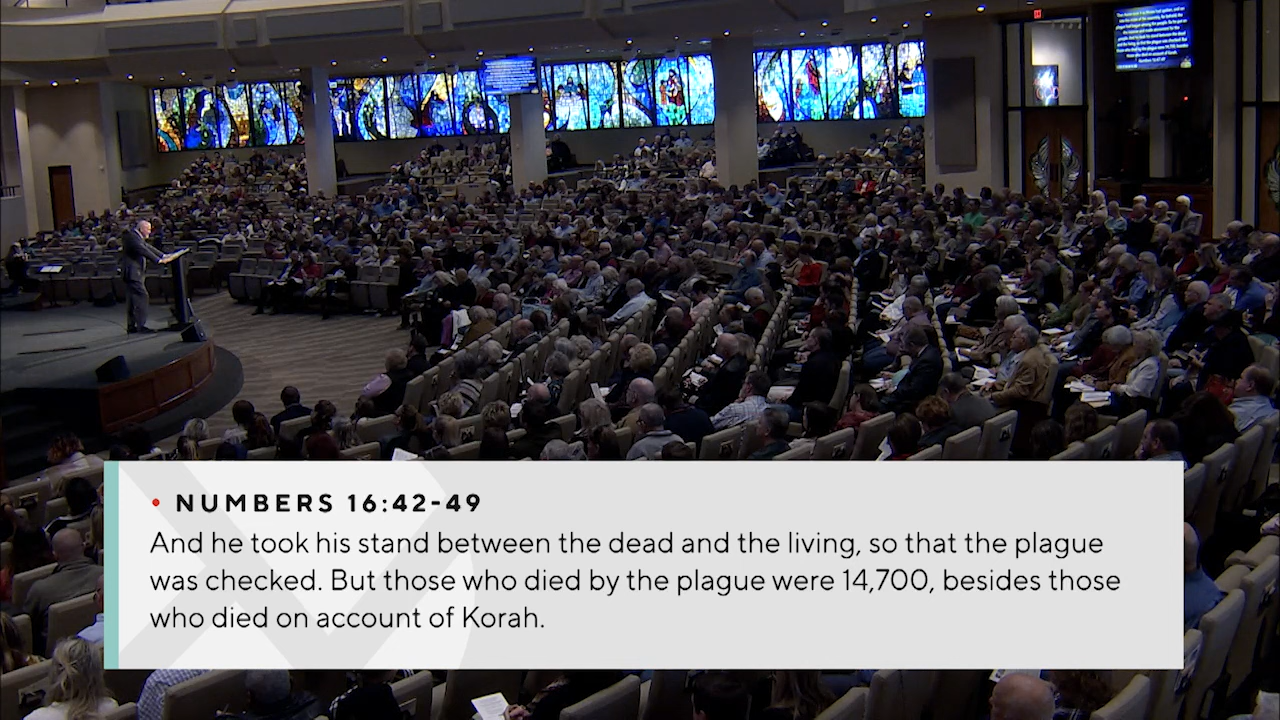 • NUMBERS 16:42-49
And he took his stand between the dead and the living, so that the plague
was checked. But those who died by the plague were 14,700, besides those
who died on account of Korah.